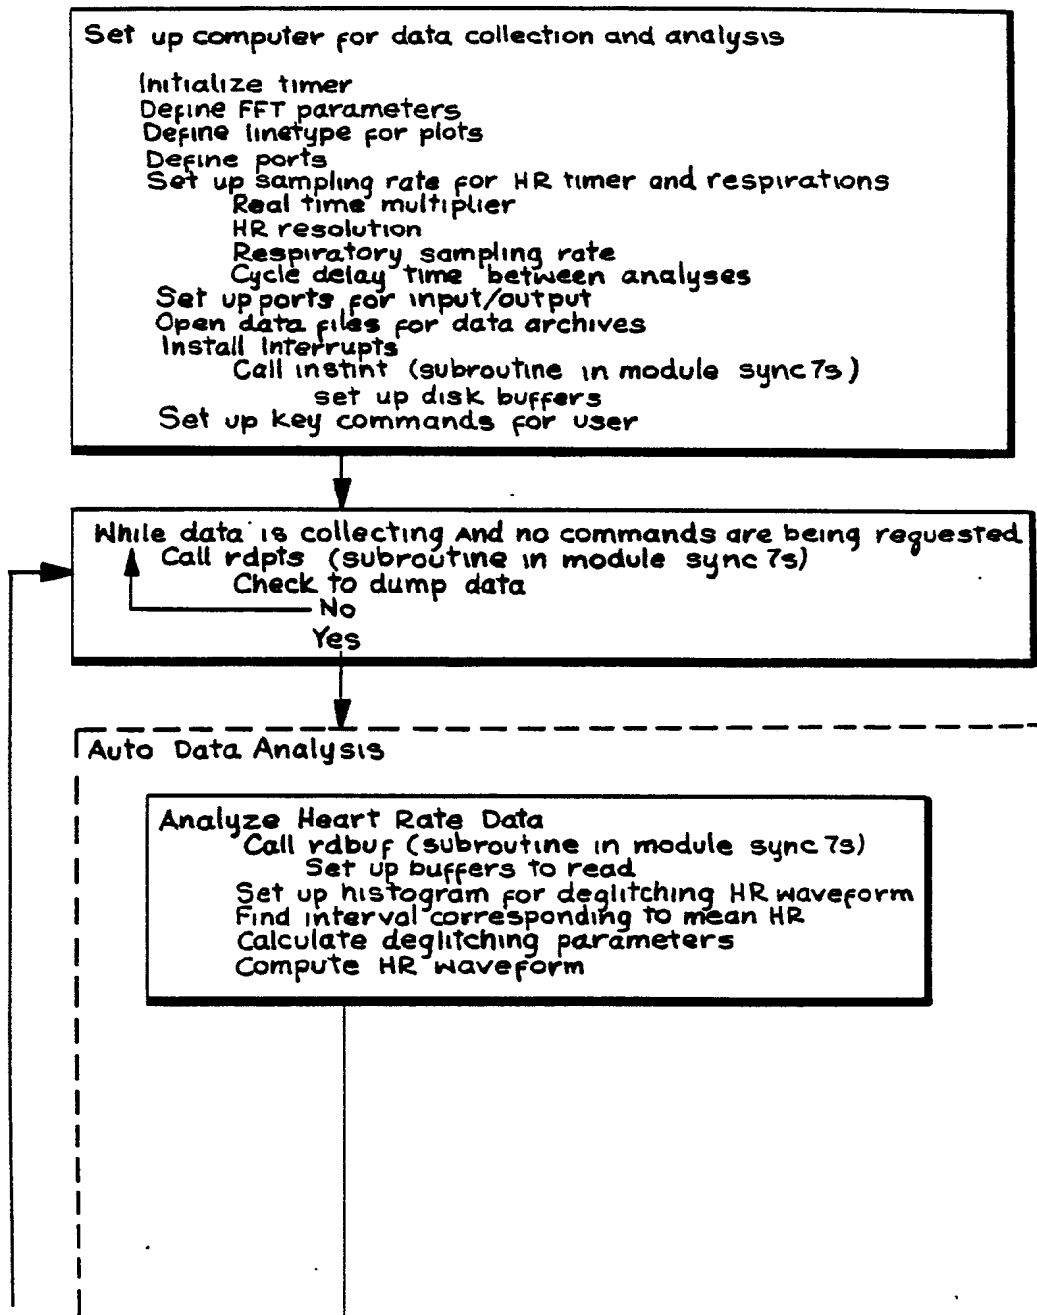 Set up computer for data collection and analysis
Initialize timer
Define FFT parameters
Define linetype for plots
Define ports
Set up sampling rate for HR timer and respirations
Real time multiplier
HR resolution
Respiratory sampling rate
Cycle delay time between analyses
Set up ports for input/output
Open data files for data archives
Install Interrupts
Call instint (subroutine in module sync7s)
set up disk buffers
Set up key commands for user
While data is collecting and no commands are being requested
Call rdpts (subroutine in module sync7s)
Check to dump data
No
Yes
Auto Data Analysis
Analyze Heart Rate Data
Call rdbuf (subroutine in module sync7s)
Set up buffers to read
Set up histogram for deglitching HR waveform
Find interval corresponding to mean HR
Calculate deglitching parameters
Compute HR waveform